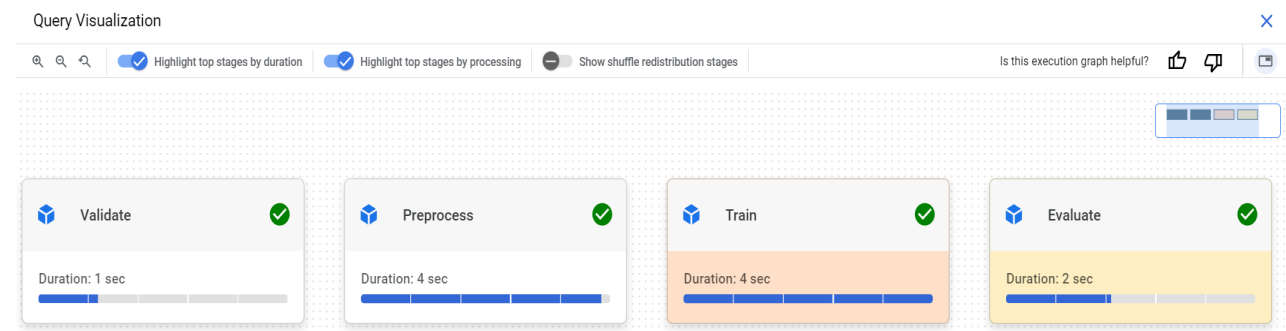 Query Visualization
Highlight top stages by duration
Highlight top stages by processing
Show shuffle redistribution stages
Is this execution graph helpful?
Validate
Preprocess
Train
Evaluate
Duration: 1 sec
Duration: 4 sec
Duration: 4 sec
Duration: 2 sec